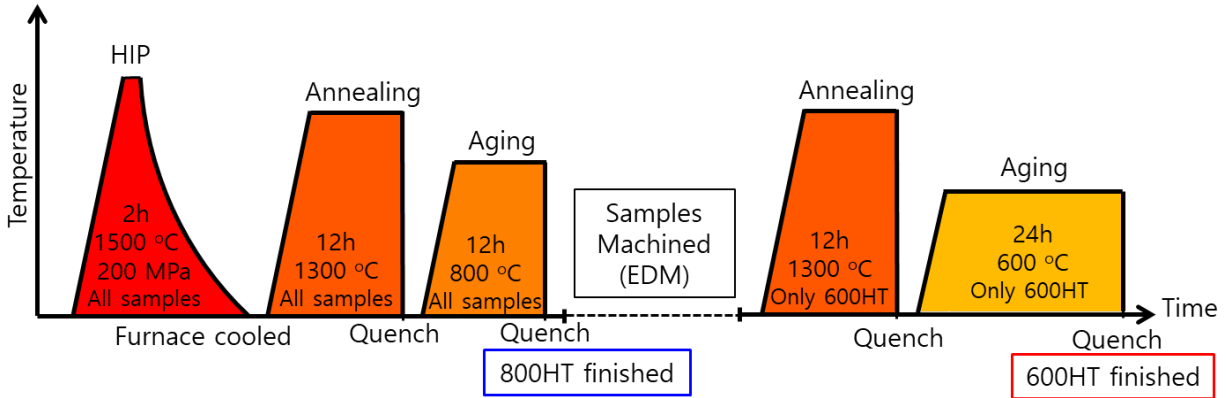 Temperature
HIP
2h
1500 °C
200 MPa
All samples
Furnace cooled
Annealing
12h
1300 °C
All samples
Quench
Aging
12h
800 °C
All samples
Quench
800HT finished
Samples
Machined
(EDM)
Annealing
12h
1300 °C
Only 600HT
Quench
Aging
24h
600 °C
Only 600HT
Quench
600HT finished
Time